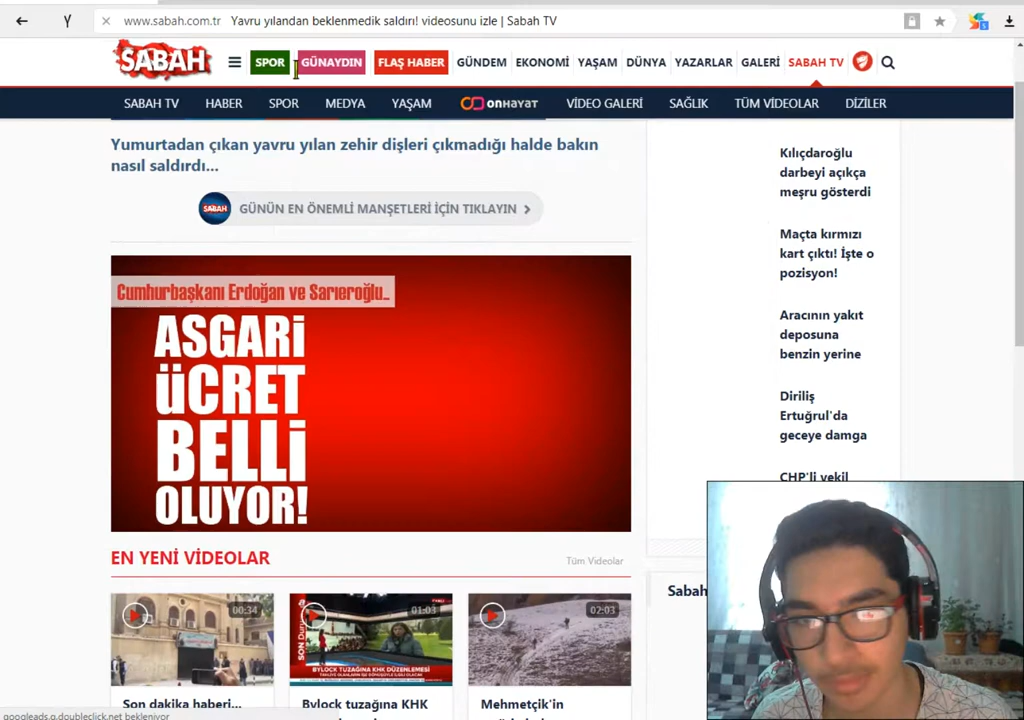 www.sabah.com.tr Yavru yılandan beklenmedik saldırı! videosunu izle | Sabah TV
SABAH SPOR GÜNAYDIN FLAŞ HABER GÜNDEM EKONOMİ YAŞAM DÜNYA YAZARLAR GALERİ SABAH TV
SABAH TV HABER SPOR MEDYA YAŞAM onHAYAT VİDEO GALERİ SAĞLIK TÜM VİDEOLAR DİZİLER
Yumurtadan çıkan yavru yılan zehir dişleri çıkmadığı halde bakın
nasıl saldırdı...
SABAH GÜNÜN EN ÖNEMLİ MANŞETLERİ İÇİN TIKLAYIN
Cumhurbaşkanı Erdoğan ve Sarıeroğlu..
ASGARİ
ÜCRET
BELLİ
OLUYOR!
Kılıçdaroğlu
darbeyi açıkça
meşru gösterdi
Maçta kırmızı
kart çıktı! İşte o
pozisyon!
Aracının yakıt
deposuna
benzin yerine
Diriliş
Ertuğrul'da
geceye damga
CHP'li vekil
EN YENİ VİDEOLAR
Tüm Videolar
00:34
01:03
02:03
SON
BYLOCK TUZAĞINA KHK DÜZENLEMESİ
Sabah
Son dakika haberi...
Bylock tuzağına KHK
Mehmetçik'in
googleads.g.doubleclick.net bekleniyor